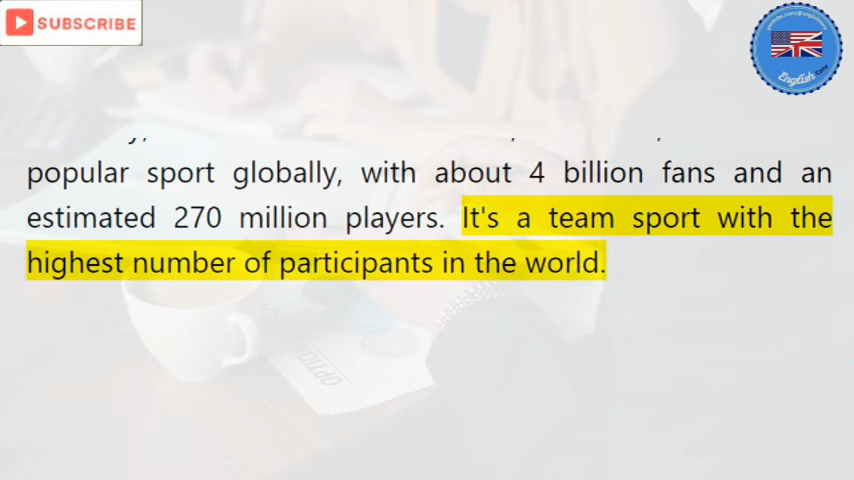 SUBSCRIBE
English
popular sport globally, with about 4 billion fans and an
estimated 270 million players. It's a team sport with the
highest number of participants in the world.
OPTION